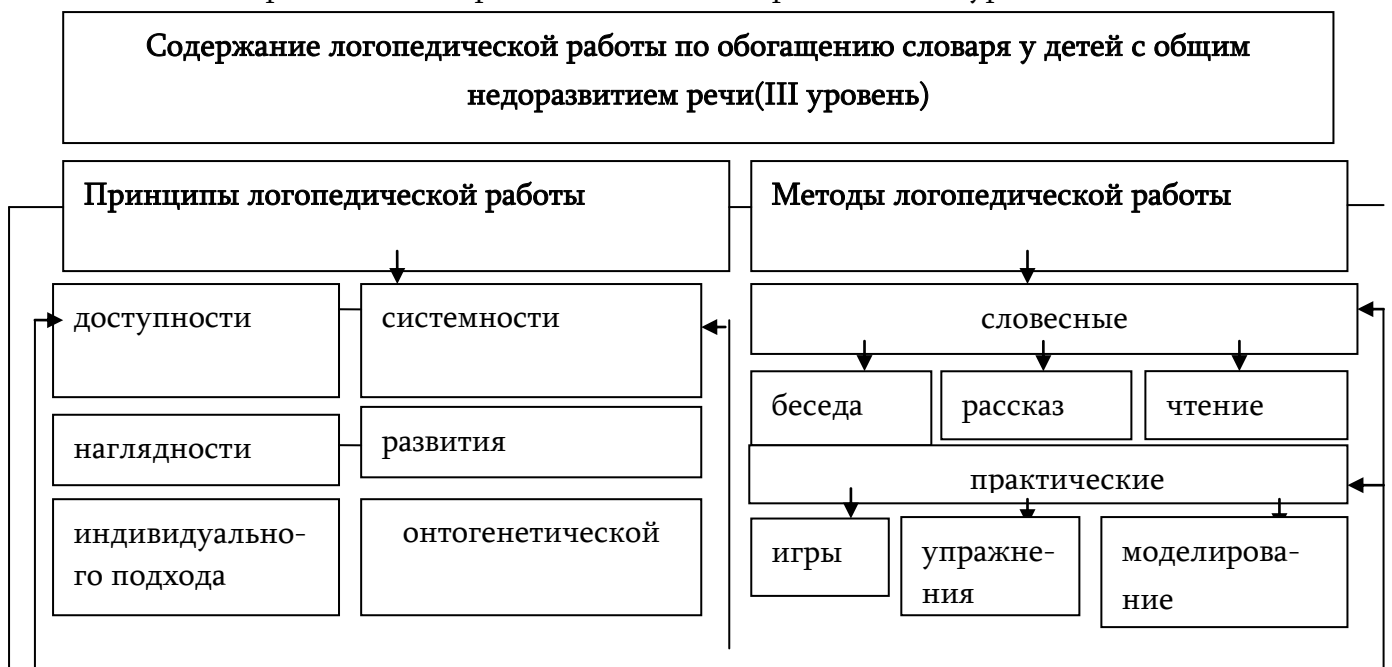 Содержание логопедической работы по обогащению словаря у детей с общим
недоразвитием речи(III уровень)
Принципы логопедической работы
Методы логопедической работы
доступности
системности
словесные
беседа
рассказ
чтение
наглядности
развития
практические
индивидуально-
го подхода
онтогенетической
игры
упражне-
ния
моделирова-
ние